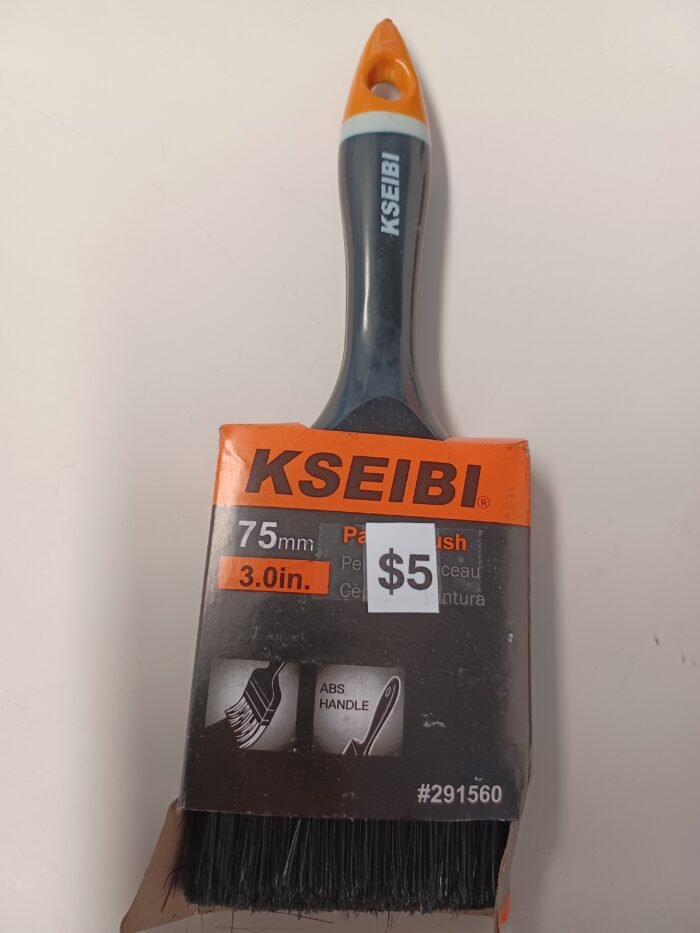 KSEIBI
KSEIBI®
75mm
3.0in.
$5
ABS
HANDLE
#291560